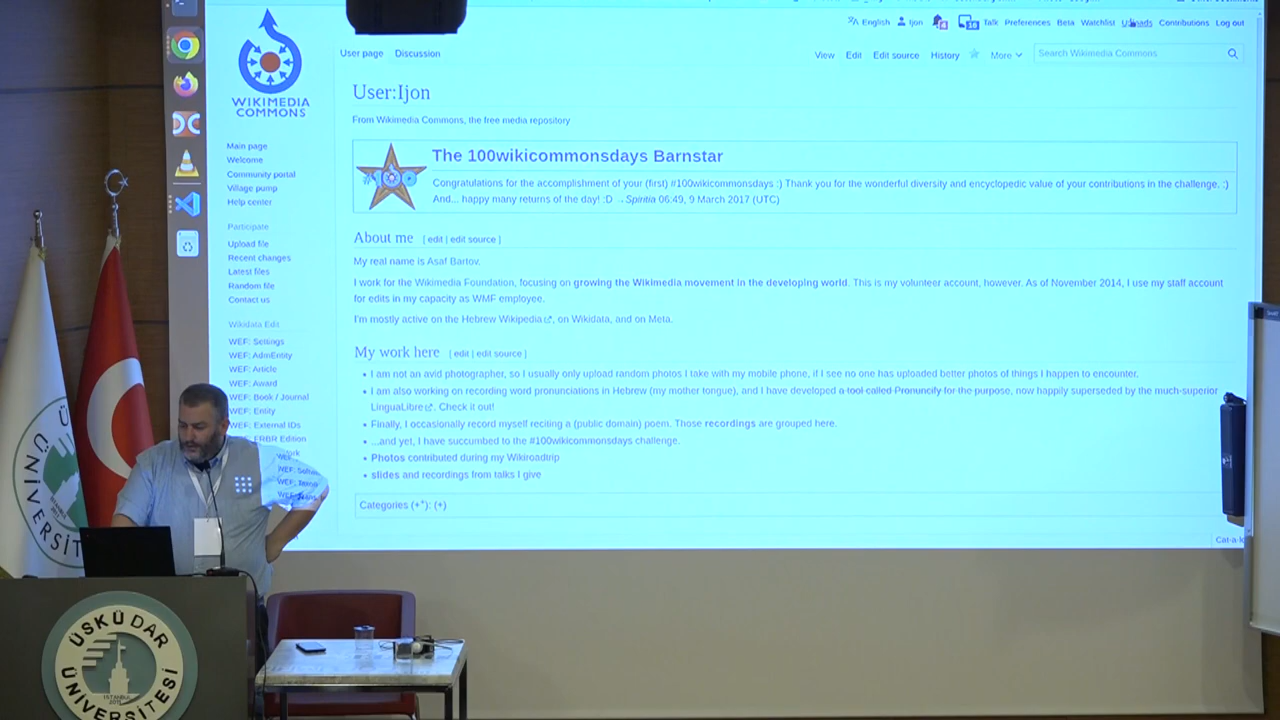 English Ijon 4 16 Talk Preferences Beta Watchlist Uploads Contributions Log out
User page Discussion
View Edit Edit source History More Search Wikimedia Commons
WIKIMEDIA
COMMONS
User:Ijon
From Wikimedia Commons, the free media repository
The 100wikicommonsdays Barnstar
Congratulations for the accomplishment of your (first) #100wikicommonsdays :) Thank you for the wonderful diversity and encyclopedic value of your contributions in the challenge. :)
And... happy many returns of the day! :D → Spiritia 06:49, 9 March 2017 (UTC)
About me [ edit | edit source ]
My real name is Asaf Bartov.
I work for the Wikimedia Foundation, focusing on growing the Wikimedia movement in the developing world. This is my volunteer account, however. As of November 2014, I use my staff account
for edits in my capacity as WMF employee.
I'm mostly active on the Hebrew Wikipedia, on Wikidata, and on Meta.
My work here [ edit | edit source ]
• I am not an avid photographer, so I usually only upload random photos I take with my mobile phone, if I see no one has uploaded better photos of things I happen to encounter.
• I am also working on recording word pronunciations in Hebrew (my mother tongue), and I have developed a tool called Pronuncify for the purpose, now happily superseded by the much-superior
LinguaLibre. Check it out!
• Finally, I occasionally record myself reciting a (public domain) poem. Those recordings are grouped here.
• ...and yet, I have succumbed to the #100wikicommonsdays challenge.
• Photos contributed during my Wikiroadtrip
• slides and recordings from talks I give
Categories (+⁺): (+)
Cat-a-l
Main page
Welcome
Community portal
Village pump
Help center
Participate
Upload file
Recent changes
Latest files
Random file
Contact us
Wikidata Edit
WEF: Settings
WEF: AdmEntity
WEF: Article
WEF: Award
WEF: Book / Journal
WEF: Entity
WEF: External IDs
FRBR Edition
ÜSKÜDAR
ÜNİVERSİTESİ
İSTANBUL